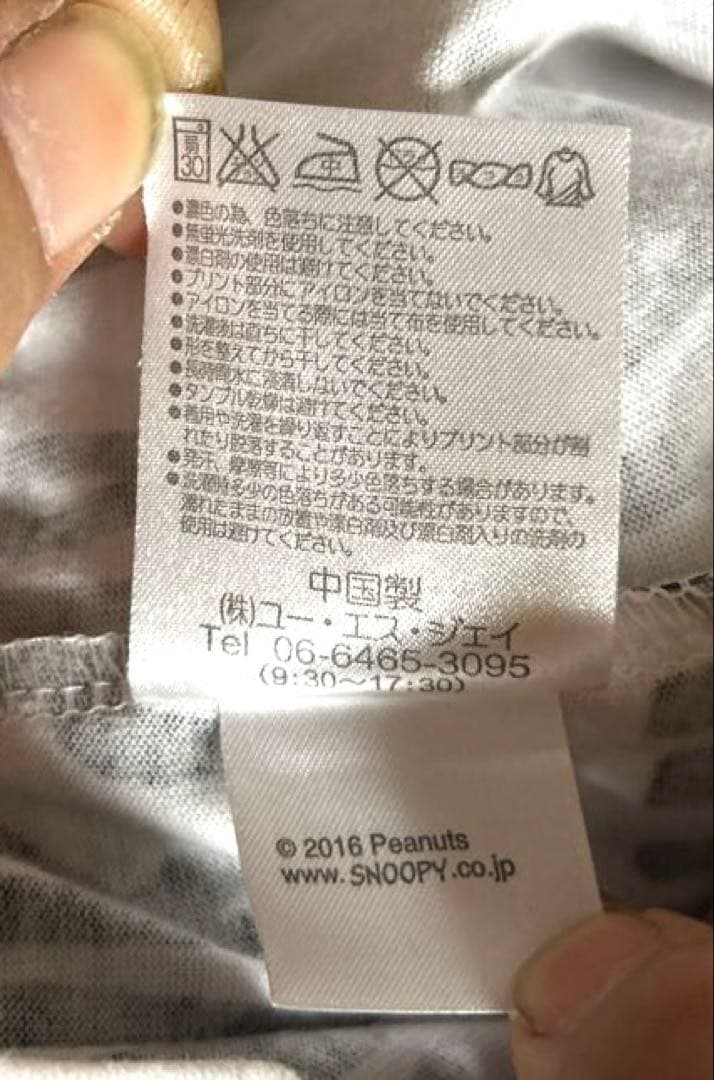 弱
30
中
●濃色の為、色落ちに注意してください。
●無蛍光洗剤を使用してください。
●漂白剤の使用は避けてください。
●プリント部分にアイロンを当てないでください。
●アイロンを当てる際には当て布を使用してください。
●洗濯後は直ちに干してください。
●形を整えてから干してください。
●長時間水に浸漬しないでください。
●タンブル乾燥は避けてください。
●着用や洗濯を繰り返すことによりプリント部分が割
れたり脱落することがあります。
●発汗、摩擦等により多少色落ちする場合があります。
●洗濯時多少の色落ちがある可能性がありますので、
濡れたままの放置や漂白剤及び漂白剤入りの洗剤の
使用は避けてください。
中国製
(株)ユー・エス・ジェイ
Tel 06-6465-3095
(9:30〜17:30)
© 2016 Peanuts
www.SNOOPY.co.jp